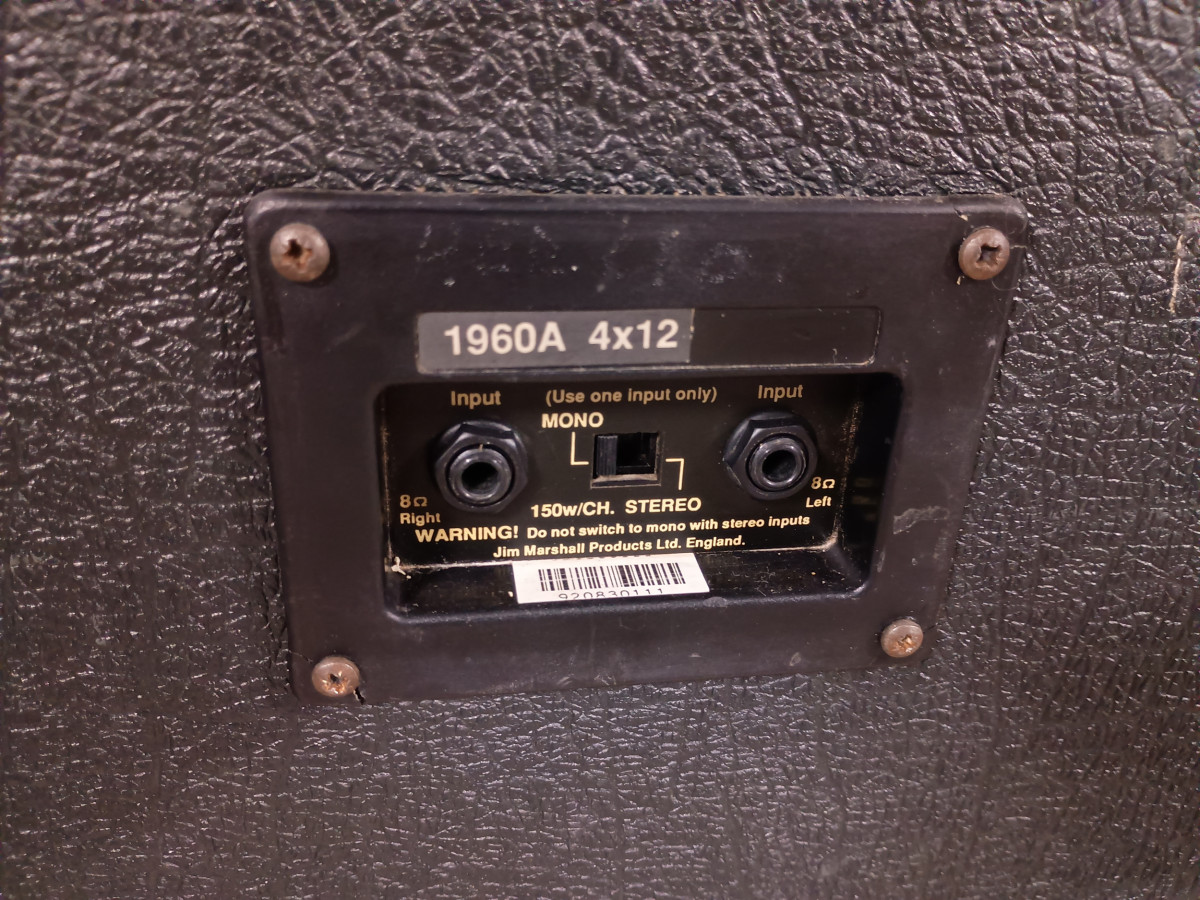 1960A 4x12
Input (Use one input only) Input
MONO
8Ω 8Ω
Right 150w/CH. STEREO Left
WARNING! Do not switch to mono with stereo inputs
Jim Marshall Products Ltd. England.
920830111